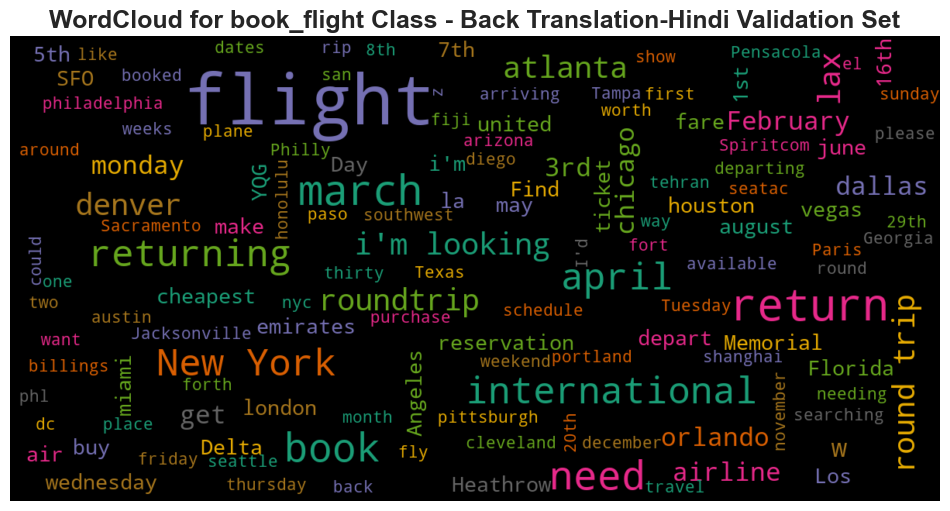 WordCloud for book_flight Class - Back Translation-Hindi Validation Set
5th like dates rip 8th 7th show Pensacola el 16th
SFO booked san atlanta 1st lax
philadelphia flight z arriving Tampa first sunday
weeks plane fiji united worth fare February please
around Philly arizona Spiritcom june
monday Day i'm diego 3rd chicago departing
YQG honolulu march la Find ticket tehran seatac dallas
denver paso southwest may houston vegas 29th
Sacramento make way august Georgia
could returning i'm looking I'd fort Paris
one thirty Texas april available round
two cheapest nyc roundtrip schedule Tuesday return
austin emirates purchase
want Jacksonville reservation depart Memorial round trip
billings New York weekend portland shanghai Florida
phl miami forth Angeles international needing
get london november searching
dc place month pittsburgh
book cleveland 20th december orlando
air buy friday Delta fly W
seattle need airline Los
wednesday thursday back Heathrow travel